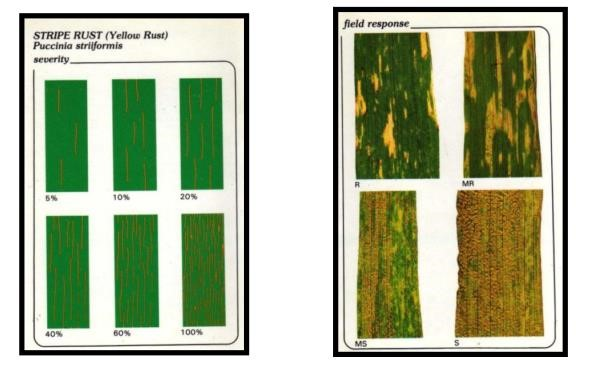 STRIPE RUST (Yellow Rust)
Puccinia striiformis
severity
5% 10% 20%
40% 60% 100%
field response
R MR
MS S